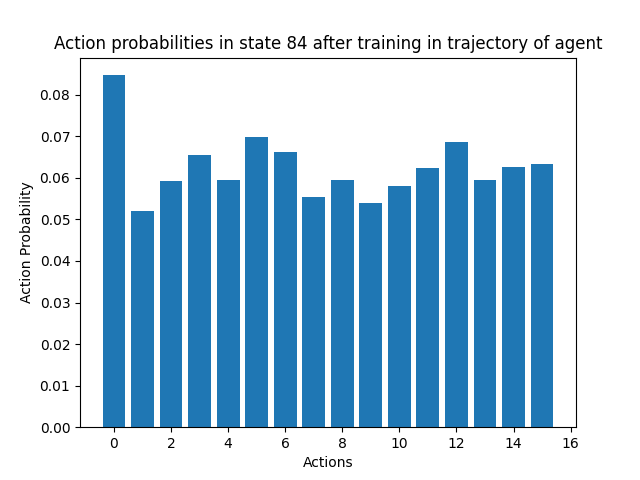 Action probabilities in state 84 after training in trajectory of agent
0.08
0.07
0.06
0.05
0.04
0.03
0.02
0.01
0.00
Action Probability
0 2 4 6 8 10 12 14 16
Actions